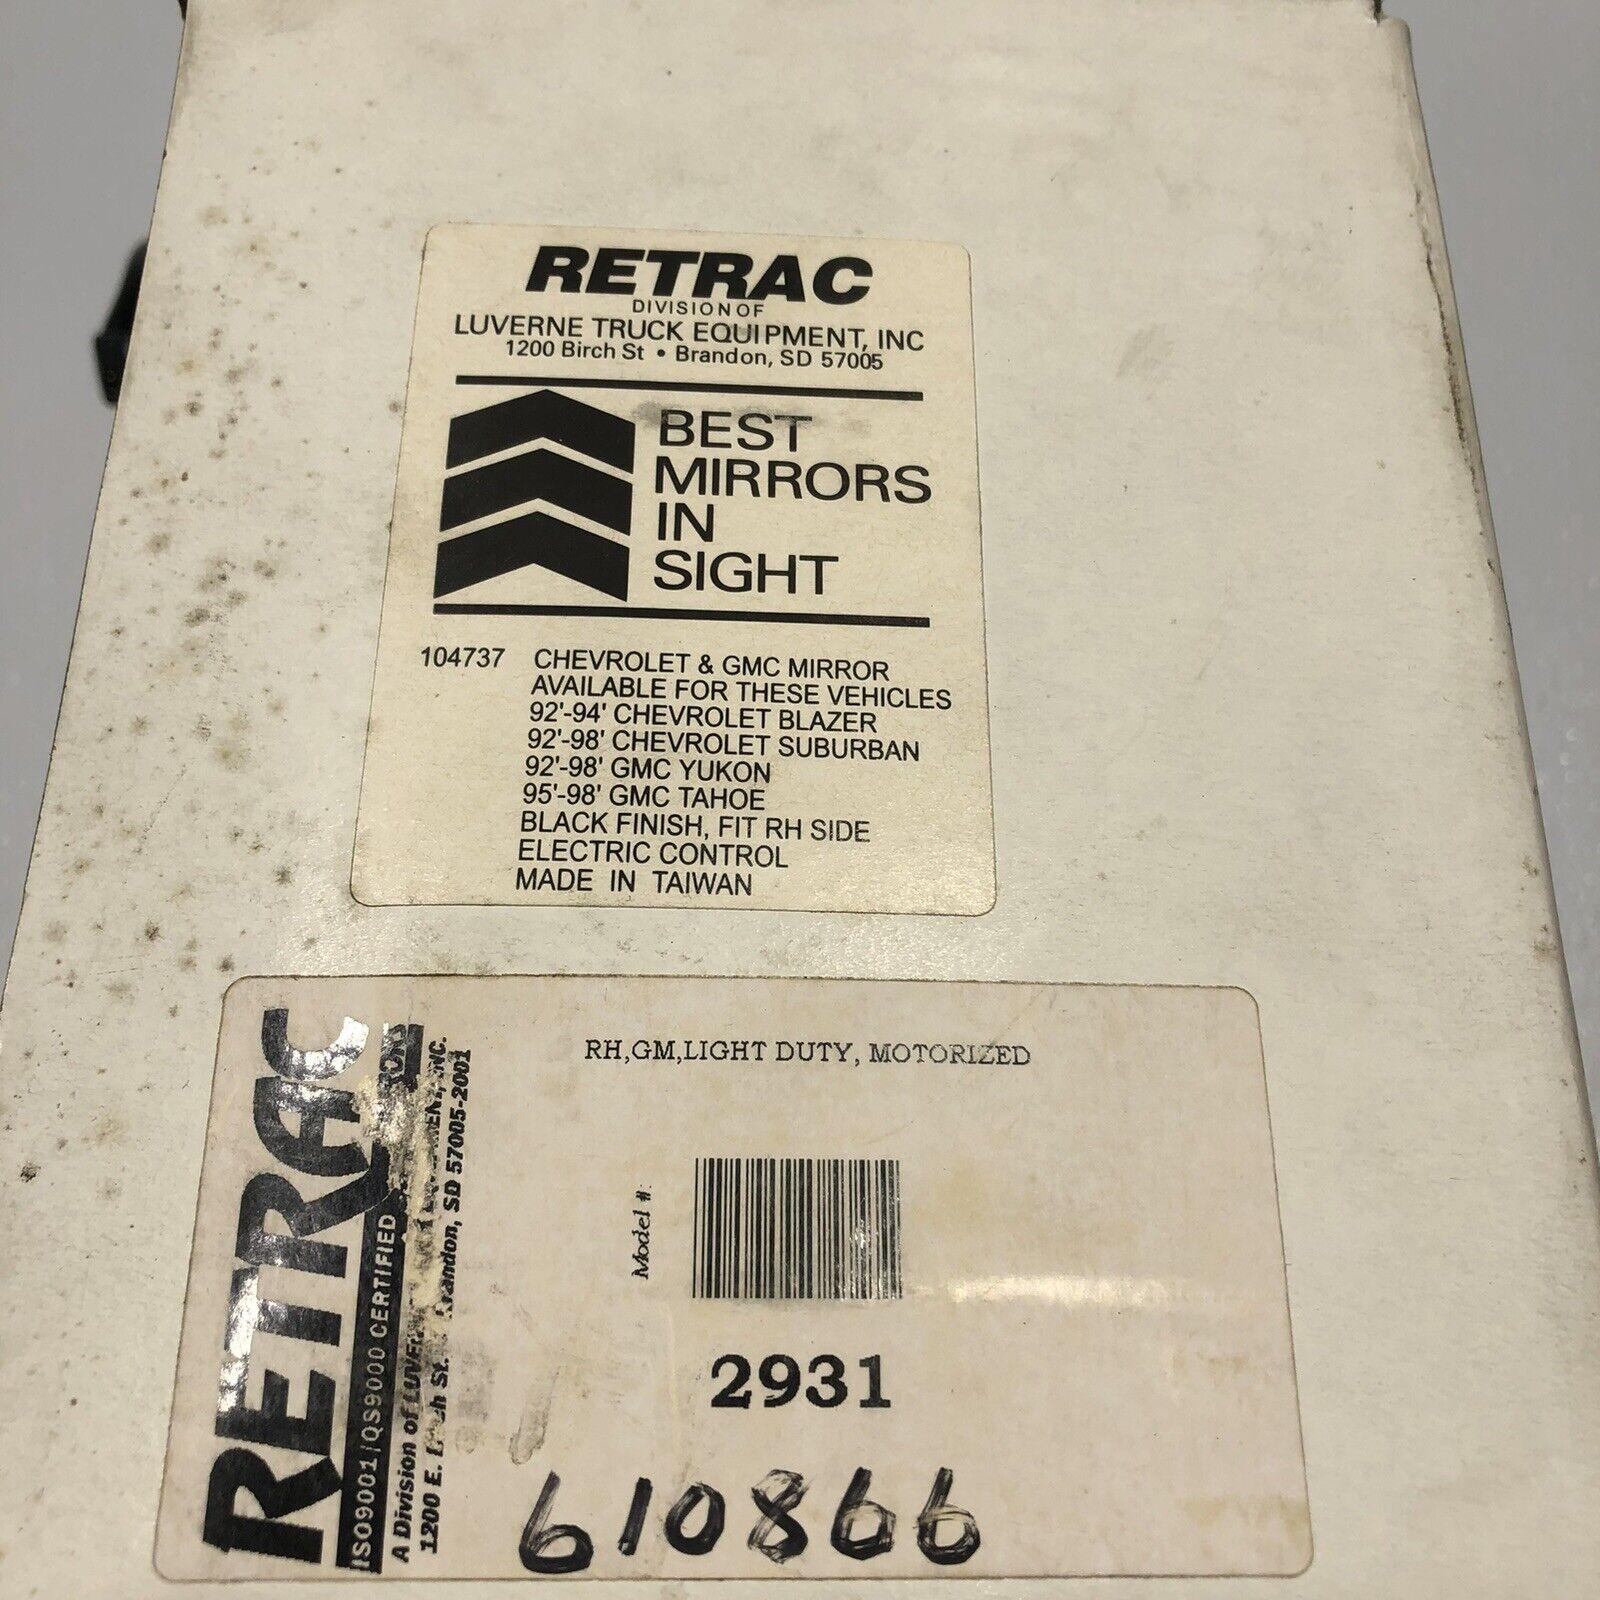 RETRAC
DIVISION OF
LUVERNE TRUCK EQUIPMENT, INC
1200 Birch St • Brandon, SD 57005
BEST
MIRRORS
IN
SIGHT
104737 CHEVROLET & GMC MIRROR
AVAILABLE FOR THESE VEHICLES
92'-94' CHEVROLET BLAZER
92'-98' CHEVROLET SUBURBAN
92'-98' GMC YUKON
95'-98' GMC TAHOE
BLACK FINISH, FIT RH SIDE
ELECTRIC CONTROL
MADE IN TAIWAN
RETRAC
ISO9001/QS9000 CERTIFIED
A Division of
1200 E. St. Brandon, SD 57005-2001
RH,GM,LIGHT DUTY, MOTORIZED
Model #:
2931
610866